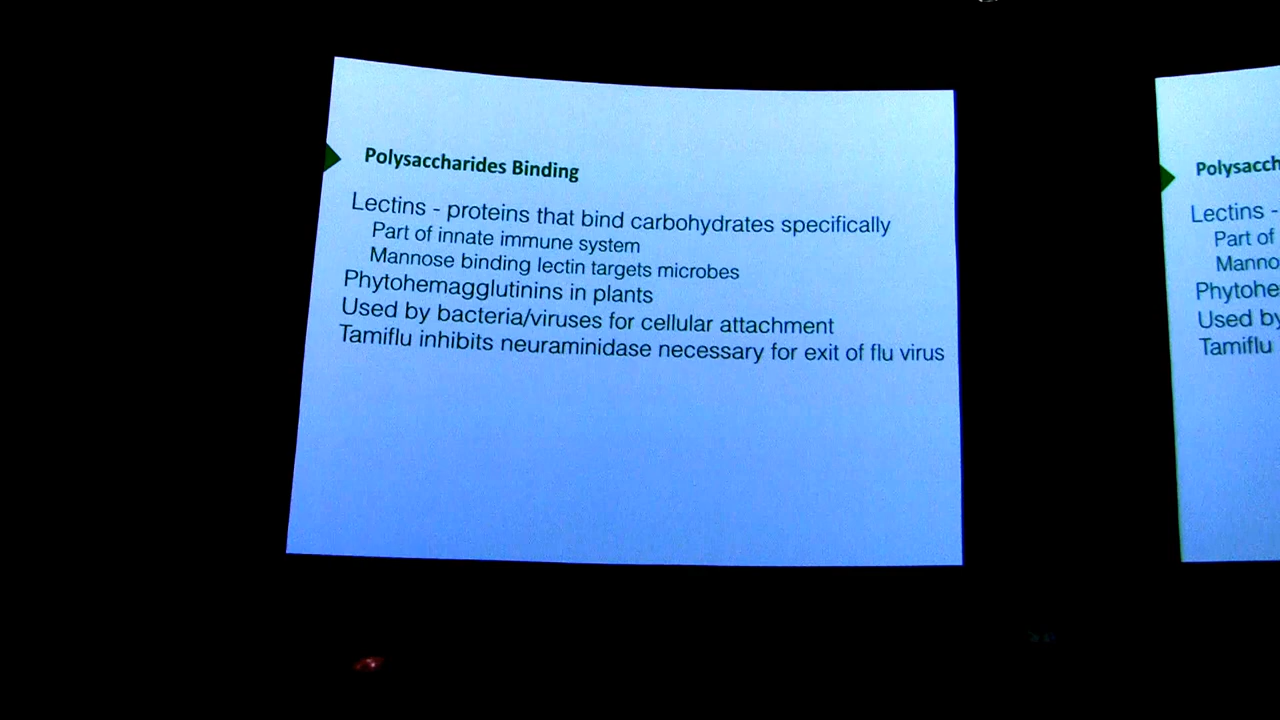 Polysaccharides Binding
Lectins - proteins that bind carbohydrates specifically
Part of innate immune system
Mannose binding lectin targets microbes
Phytohemagglutinins in plants
Used by bacteria/viruses for cellular attachment
Tamiflu inhibits neuraminidase necessary for exit of flu virus
Polysacch
Lectins -
Part of
Manno
Phytohe
Used by
Tamiflu